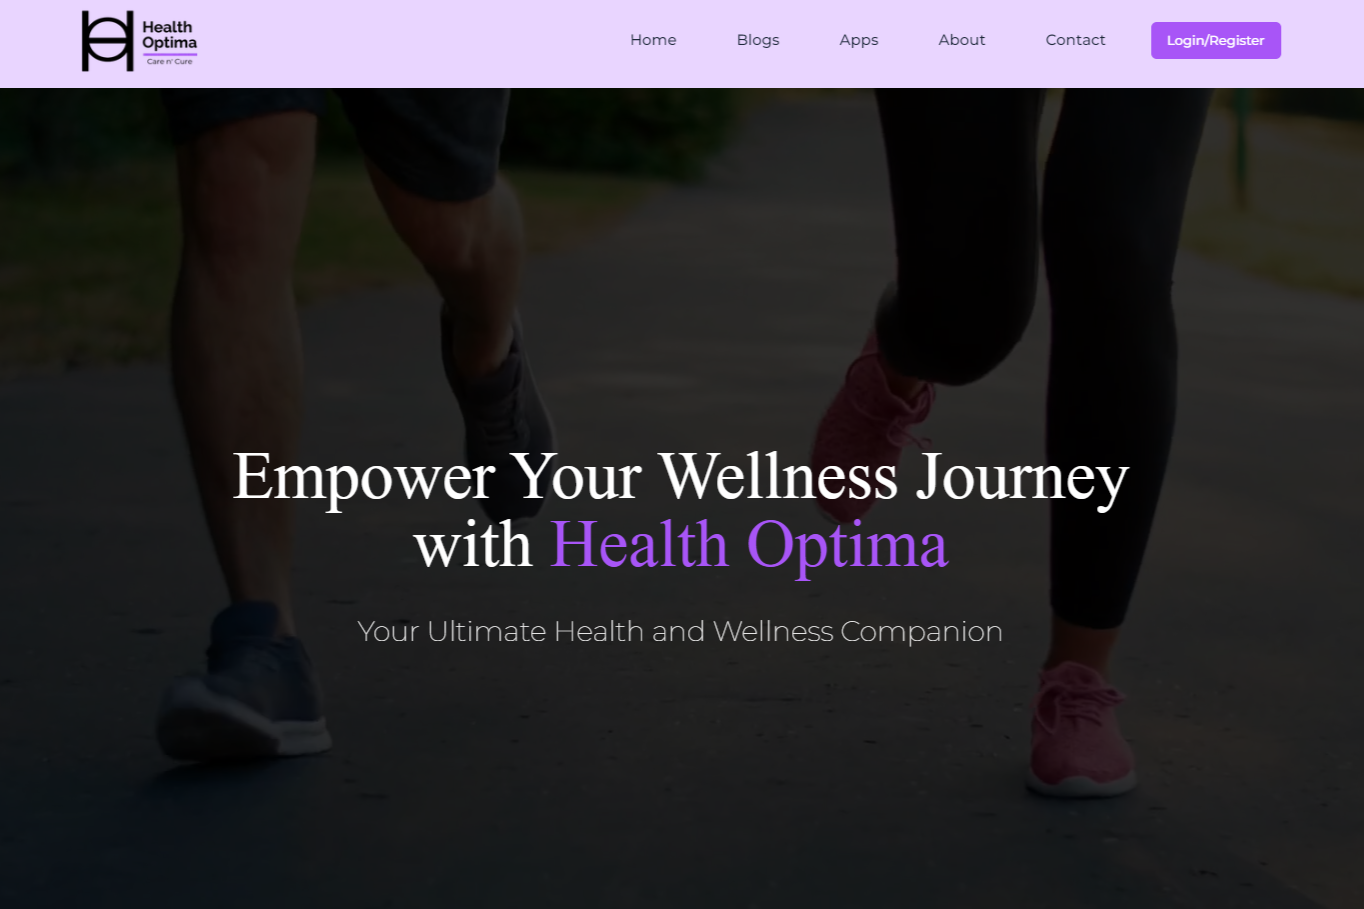 Health
Optima
Care n' Cure
Home
Blogs
Apps
About
Contact
Login/Register
Empower Your Wellness Journey
with Health Optima
Your Ultimate Health and Wellness Companion